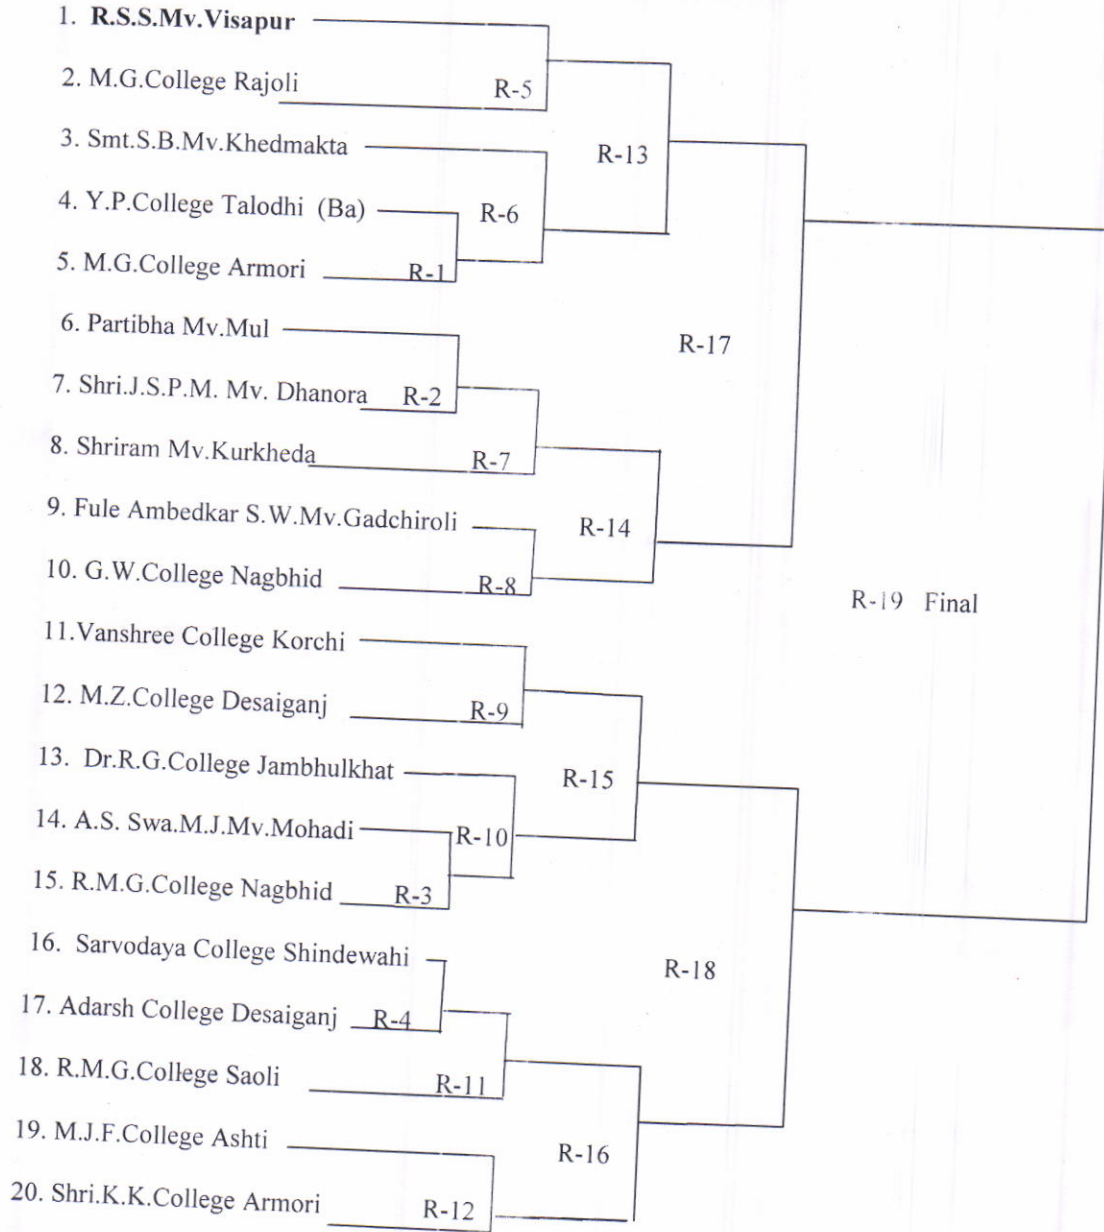 1. R.S.S.Mv.Visapur
2. M.G.College Rajoli R-5
3. Smt.S.B.Mv.Khedmakta R-13
4. Y.P.College Talodhi (Ba) R-6
5. M.G.College Armori R-1
6. Partibha Mv.Mul R-17
7. Shri.J.S.P.M. Mv. Dhanora R-2
8. Shriram Mv.Kurkheda R-7
9. Fule Ambedkar S.W.Mv.Gadchiroli R-14
10. G.W.College Nagbhid R-8
R-19 Final
11.Vanshree College Korchi
12. M.Z.College Desaiganj R-9
13. Dr.R.G.College Jambhulkhat R-15
14. A.S. Swa.M.J.Mv.Mohadi R-10
15. R.M.G.College Nagbhid R-3
16. Sarvodaya College Shindewahi R-18
17. Adarsh College Desaiganj R-4
18. R.M.G.College Saoli R-11
19. M.J.F.College Ashti R-16
20. Shri.K.K.College Armori R-12